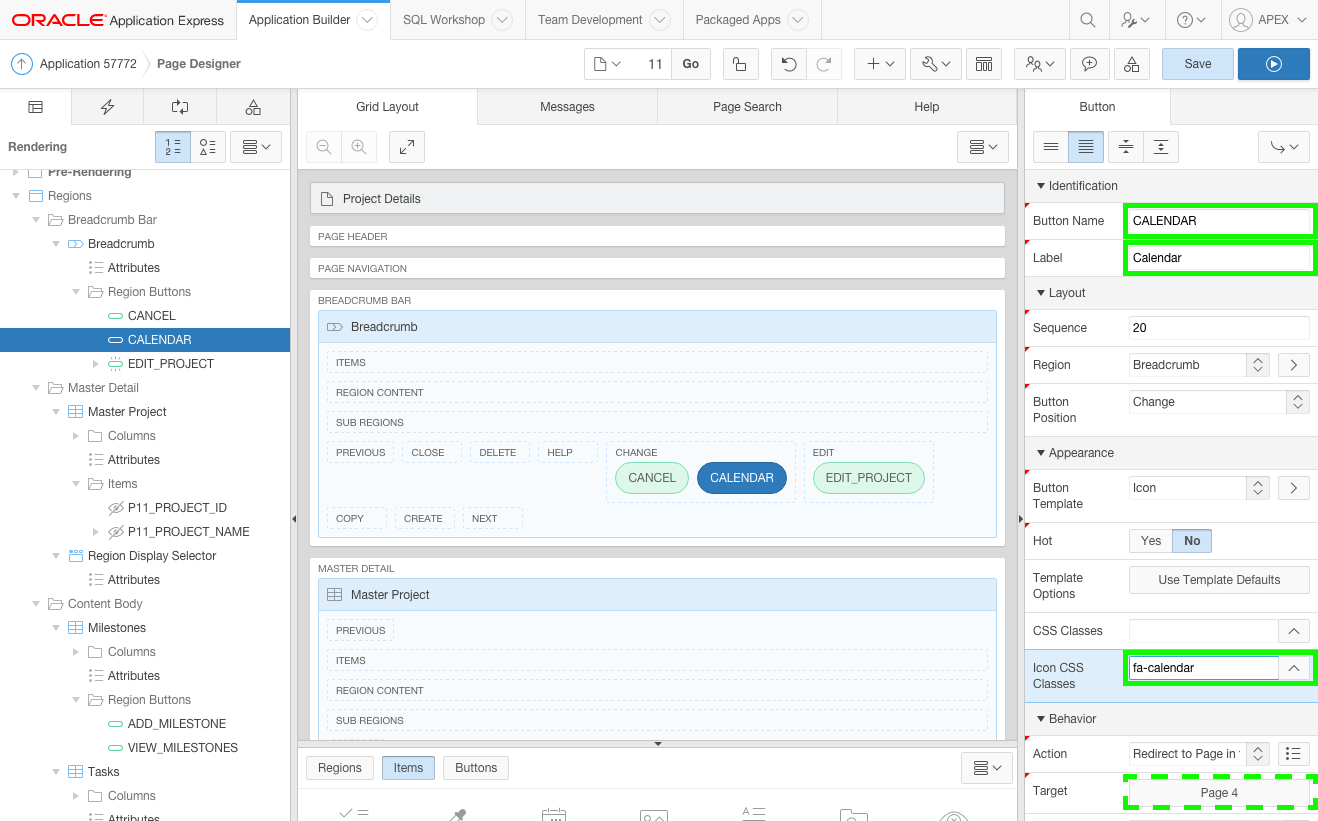 ORACLE Application Express
Application Builder
SQL Workshop
Team Development
Packaged Apps
APEX
Application 57772
Page Designer
11
Go
Save
Rendering
1
2
Pre-Rendering
Regions
Breadcrumb Bar
Breadcrumb
Attributes
Region Buttons
CANCEL
CALENDAR
EDIT_PROJECT
Master Detail
Master Project
Columns
Attributes
Items
P11_PROJECT_ID
P11_PROJECT_NAME
Region Display Selector
Attributes
Content Body
Milestones
Columns
Attributes
Region Buttons
ADD_MILESTONE
VIEW_MILESTONES
Tasks
Columns
Attributes
Grid Layout
Messages
Page Search
Help
Project Details
PAGE HEADER
PAGE NAVIGATION
BREADCRUMB BAR
Breadcrumb
ITEMS
REGION CONTENT
SUB REGIONS
PREVIOUS
CLOSE
DELETE
HELP
CHANGE
CANCEL
CALENDAR
EDIT
EDIT_PROJECT
COPY
CREATE
NEXT
MASTER DETAIL
Master Project
PREVIOUS
ITEMS
REGION CONTENT
SUB REGIONS
Regions
Items
Buttons
Button
Identification
Button Name
CALENDAR
Label
Calendar
Layout
Sequence
20
Region
Breadcrumb
Button
Position
Change
Appearance
Button
Template
Icon
Hot
Yes
No
Template
Options
Use Template Defaults
CSS Classes
Icon CSS
Classes
fa-calendar
Behavior
Action
Redirect to Page in
Target
Page 4